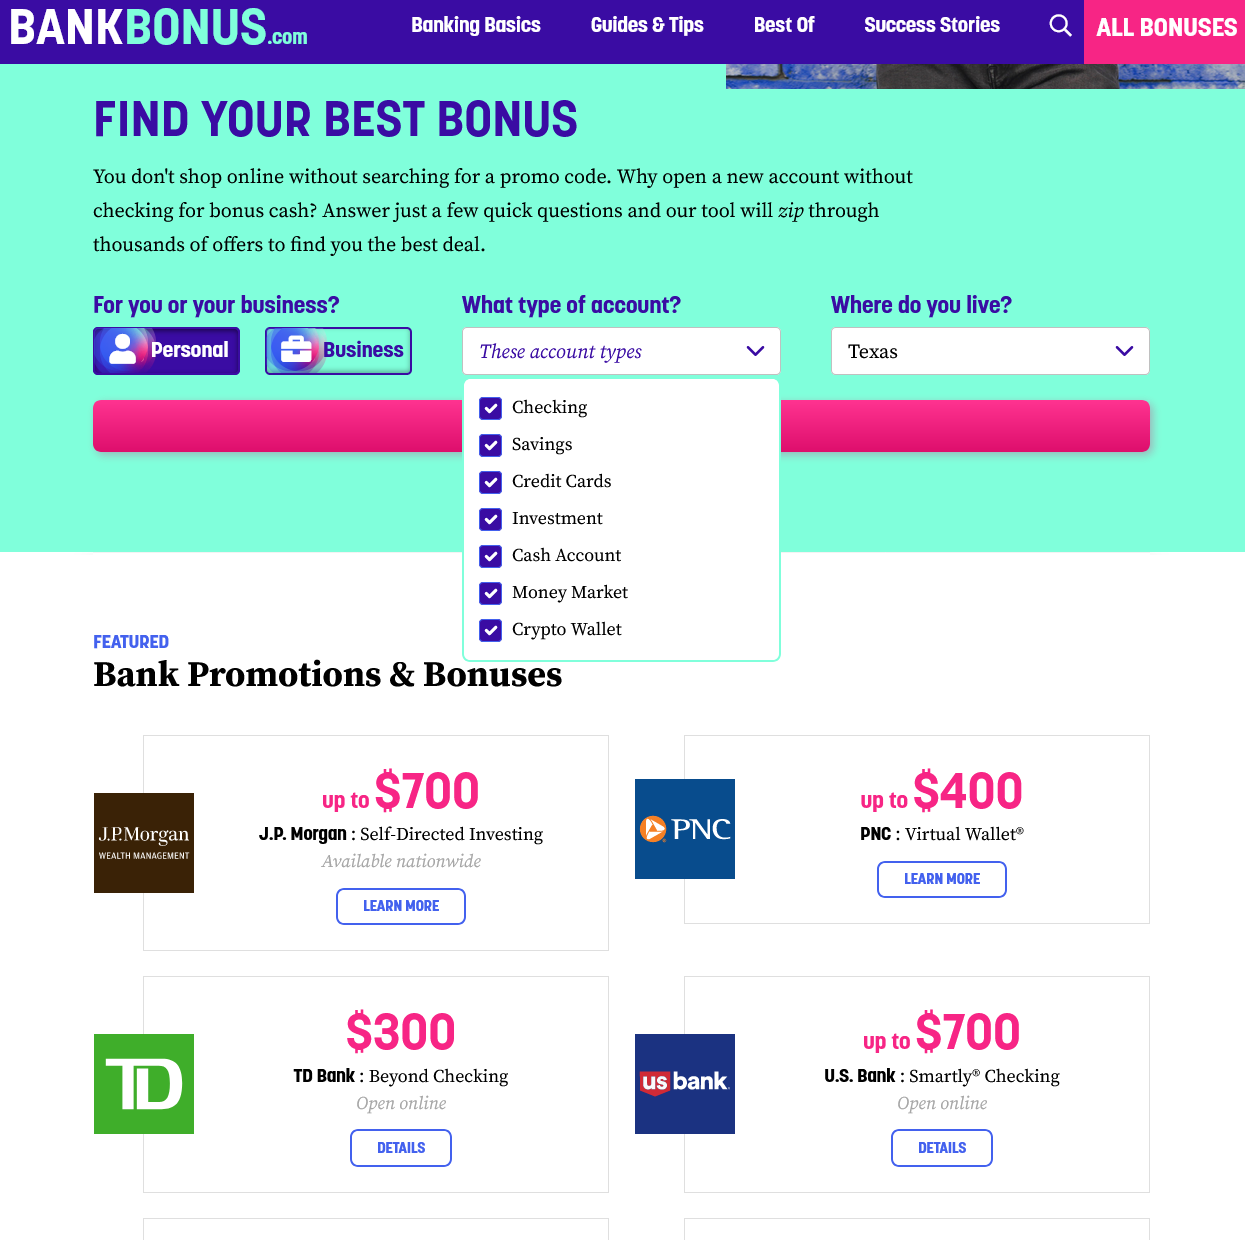 BANKBONUS.com
Banking Basics
Guides & Tips
Best Of
Success Stories
ALL BONUSES
FIND YOUR BEST BONUS
You don't shop online without searching for a promo code. Why open a new account without
checking for bonus cash? Answer just a few quick questions and our tool will zip through
thousands of offers to find you the best deal.
For you or your business?
Personal
Business
What type of account?
These account types
Checking
Savings
Credit Cards
Investment
Cash Account
Money Market
Crypto Wallet
Where do you live?
Texas
FEATURED
Bank Promotions & Bonuses
J.P.Morgan
WEALTH MANAGEMENT
up to $700
J.P. Morgan : Self-Directed Investing
Available nationwide
LEARN MORE
PNC
up to $400
PNC : Virtual Wallet®
LEARN MORE
TD
$300
TD Bank : Beyond Checking
Open online
DETAILS
us bank
up to $700
U.S. Bank : Smartly® Checking
Open online
DETAILS